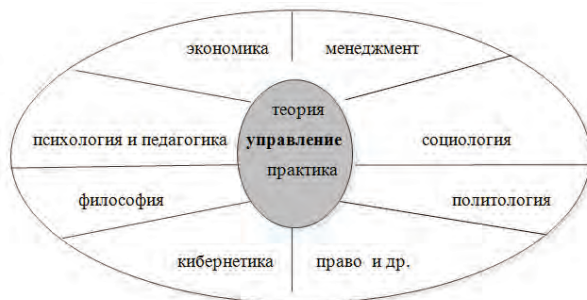 экономика
менеджмент
теория
психология и педагогика
управление
социология
практика
философия
политология
кибернетика
право и др.